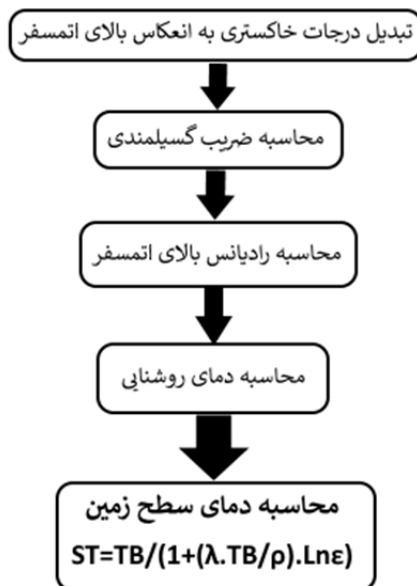 تبدیل درجات خاکستری به انعکاس بالای اتمسفر
محاسبه ضریب گسیلمندی
محاسبه رادیانس بالای اتمسفر
محاسبه دمای روشنایی
محاسبه دمای سطح زمین
ST=TB/(1+(λ.TB/ρ).Lnε)